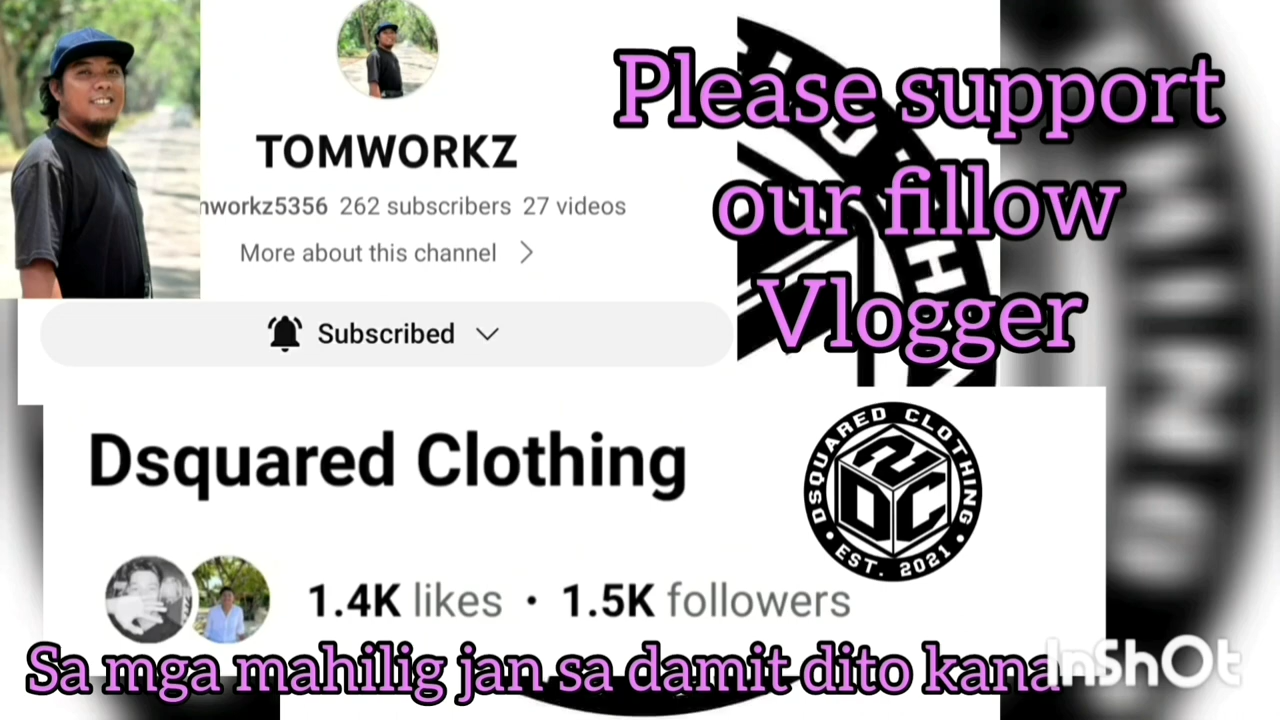 TOMWORKZ
nworkz5356 262 subscribers 27 videos
More about this channel
Subscribed
Please support
our fillow
Vlogger
Dsquared Clothing
DSQUARED CLOTHING
2
DC
• EST. 2021 •
1.4K likes • 1.5K followers
Sa mga mahilig jan sa damit dito kana
InShOt